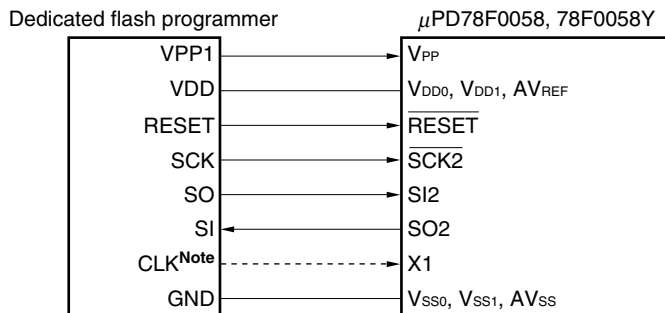 Dedicated flash programmer
μPD78F0058, 78F0058Y
VPP1
VPP
VDD
VDD0, VDD1, AVREF
RESET
RESET
SCK
SCK2
SO
SI2
SI
SO2
CLKNote
X1
GND
VSS0, VSS1, AVSS